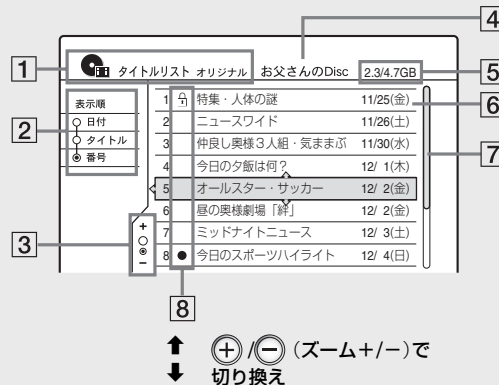 4
1
タイトルリスト オリジナル お父さんのDisc 2.3/4.7GB
5
表示順
日付
タイトル
番号
2
1 特集・人体の謎 11/25(金)
6
2 ニュースワイド 11/26(土)
3 仲良し奥様3人組・気ままぶ 11/30(水)
7
4 今日の夕飯は何? 12/ 1(木)
5 オールスター・サッカー 12/ 2(金)
6 昼の奥様劇場「絆」 12/ 2(金)
7 ミッドナイトニュース 12/ 3(土)
8 ● 今日のスポーツハイライト 12/ 4(日)
3
+
−
8
⬆ ⊕/⊖(ズーム+/−)で
⬇ 切り換え